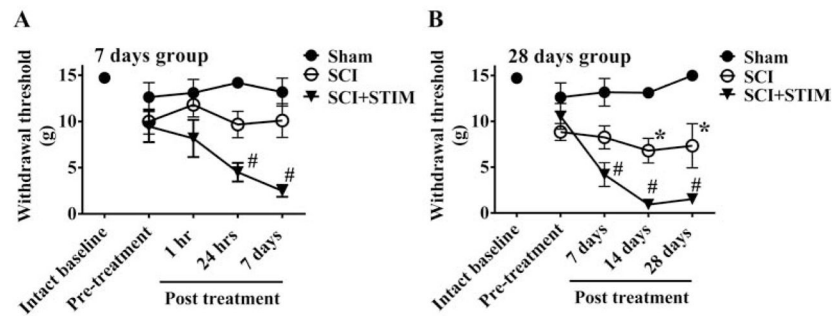 A
7 days group
Sham
SCI
SCI+STIM
Withdrawal threshold
(g)
15
10
5
0
#
#
Intact baseline
Pre-treatment
1 hr
24 hrs
7 days
Post treatment
B
28 days group
Sham
SCI
SCI+STIM
Withdrawal threshold
(g)
15
10
5
0
*
*
#
#
#
Intact baseline
Pre-treatment
7 days
14 days
28 days
Post treatment